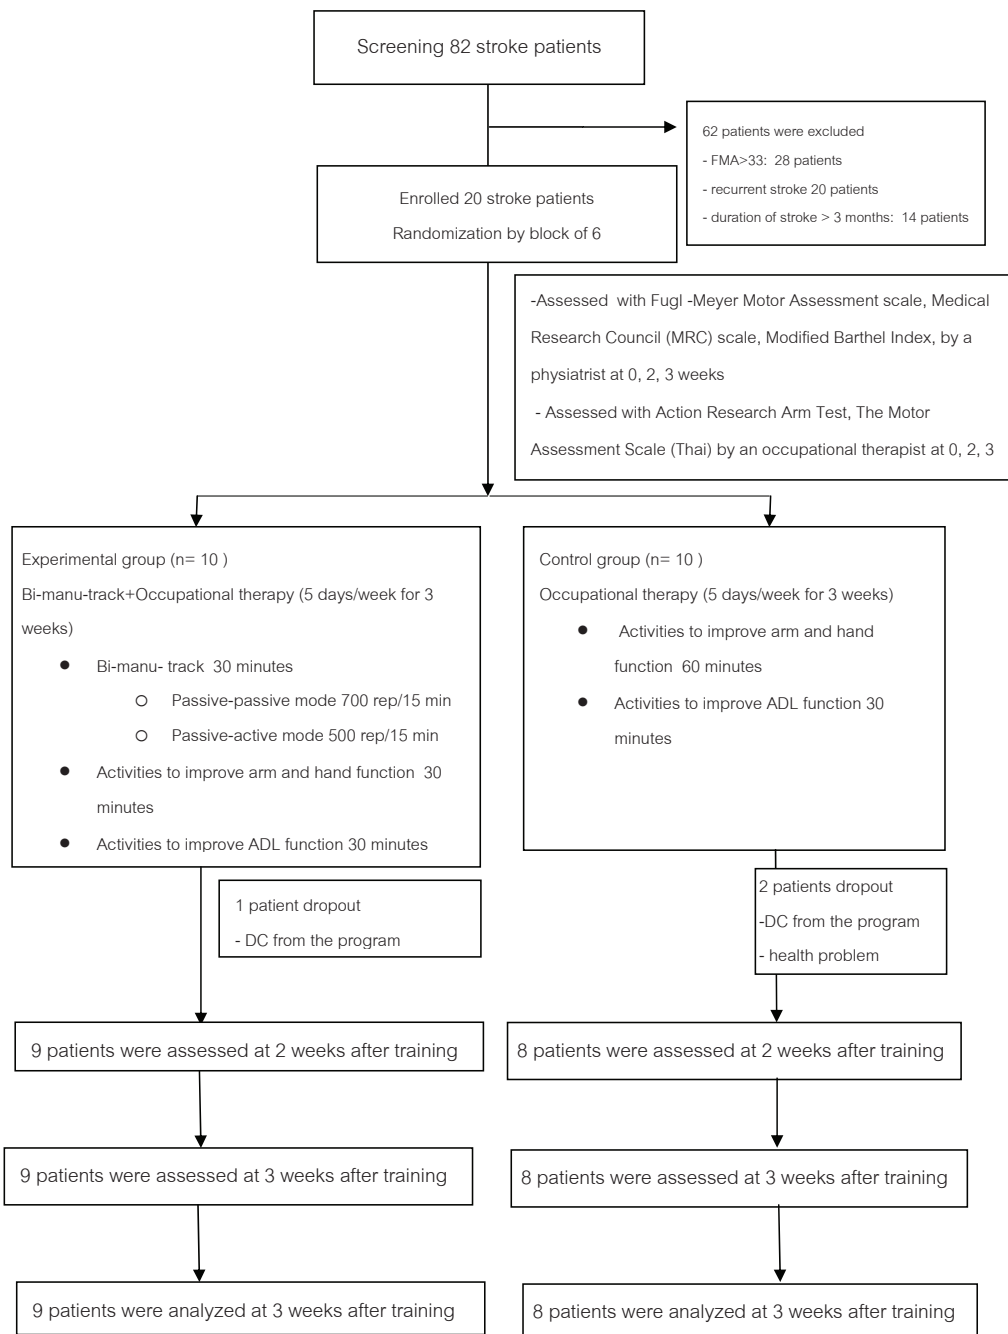 Screening 82 stroke patients
62 patients were excluded
- FMA>33: 28 patients
- recurrent stroke 20 patients
- duration of stroke > 3 months: 14 patients
Enrolled 20 stroke patients
Randomization by block of 6
-Assessed with Fugl -Meyer Motor Assessment scale, Medical
Research Council (MRC) scale, Modified Barthel Index, by a
physiatrist at 0, 2, 3 weeks
- Assessed with Action Research Arm Test, The Motor
Assessment Scale (Thai) by an occupational therapist at 0, 2, 3
Experimental group (n= 10 )
Bi-manu-track+Occupational therapy (5 days/week for 3
weeks)
● Bi-manu- track 30 minutes
○ Passive-passive mode 700 rep/15 min
○ Passive-active mode 500 rep/15 min
● Activities to improve arm and hand function 30
minutes
● Activities to improve ADL function 30 minutes
Control group (n= 10 )
Occupational therapy (5 days/week for 3 weeks)
● Activities to improve arm and hand
function 60 minutes
● Activities to improve ADL function 30
minutes
1 patient dropout
- DC from the program
2 patients dropout
-DC from the program
- health problem
9 patients were assessed at 2 weeks after training
8 patients were assessed at 2 weeks after training
9 patients were assessed at 3 weeks after training
8 patients were assessed at 3 weeks after training
9 patients were analyzed at 3 weeks after training
8 patients were analyzed at 3 weeks after training